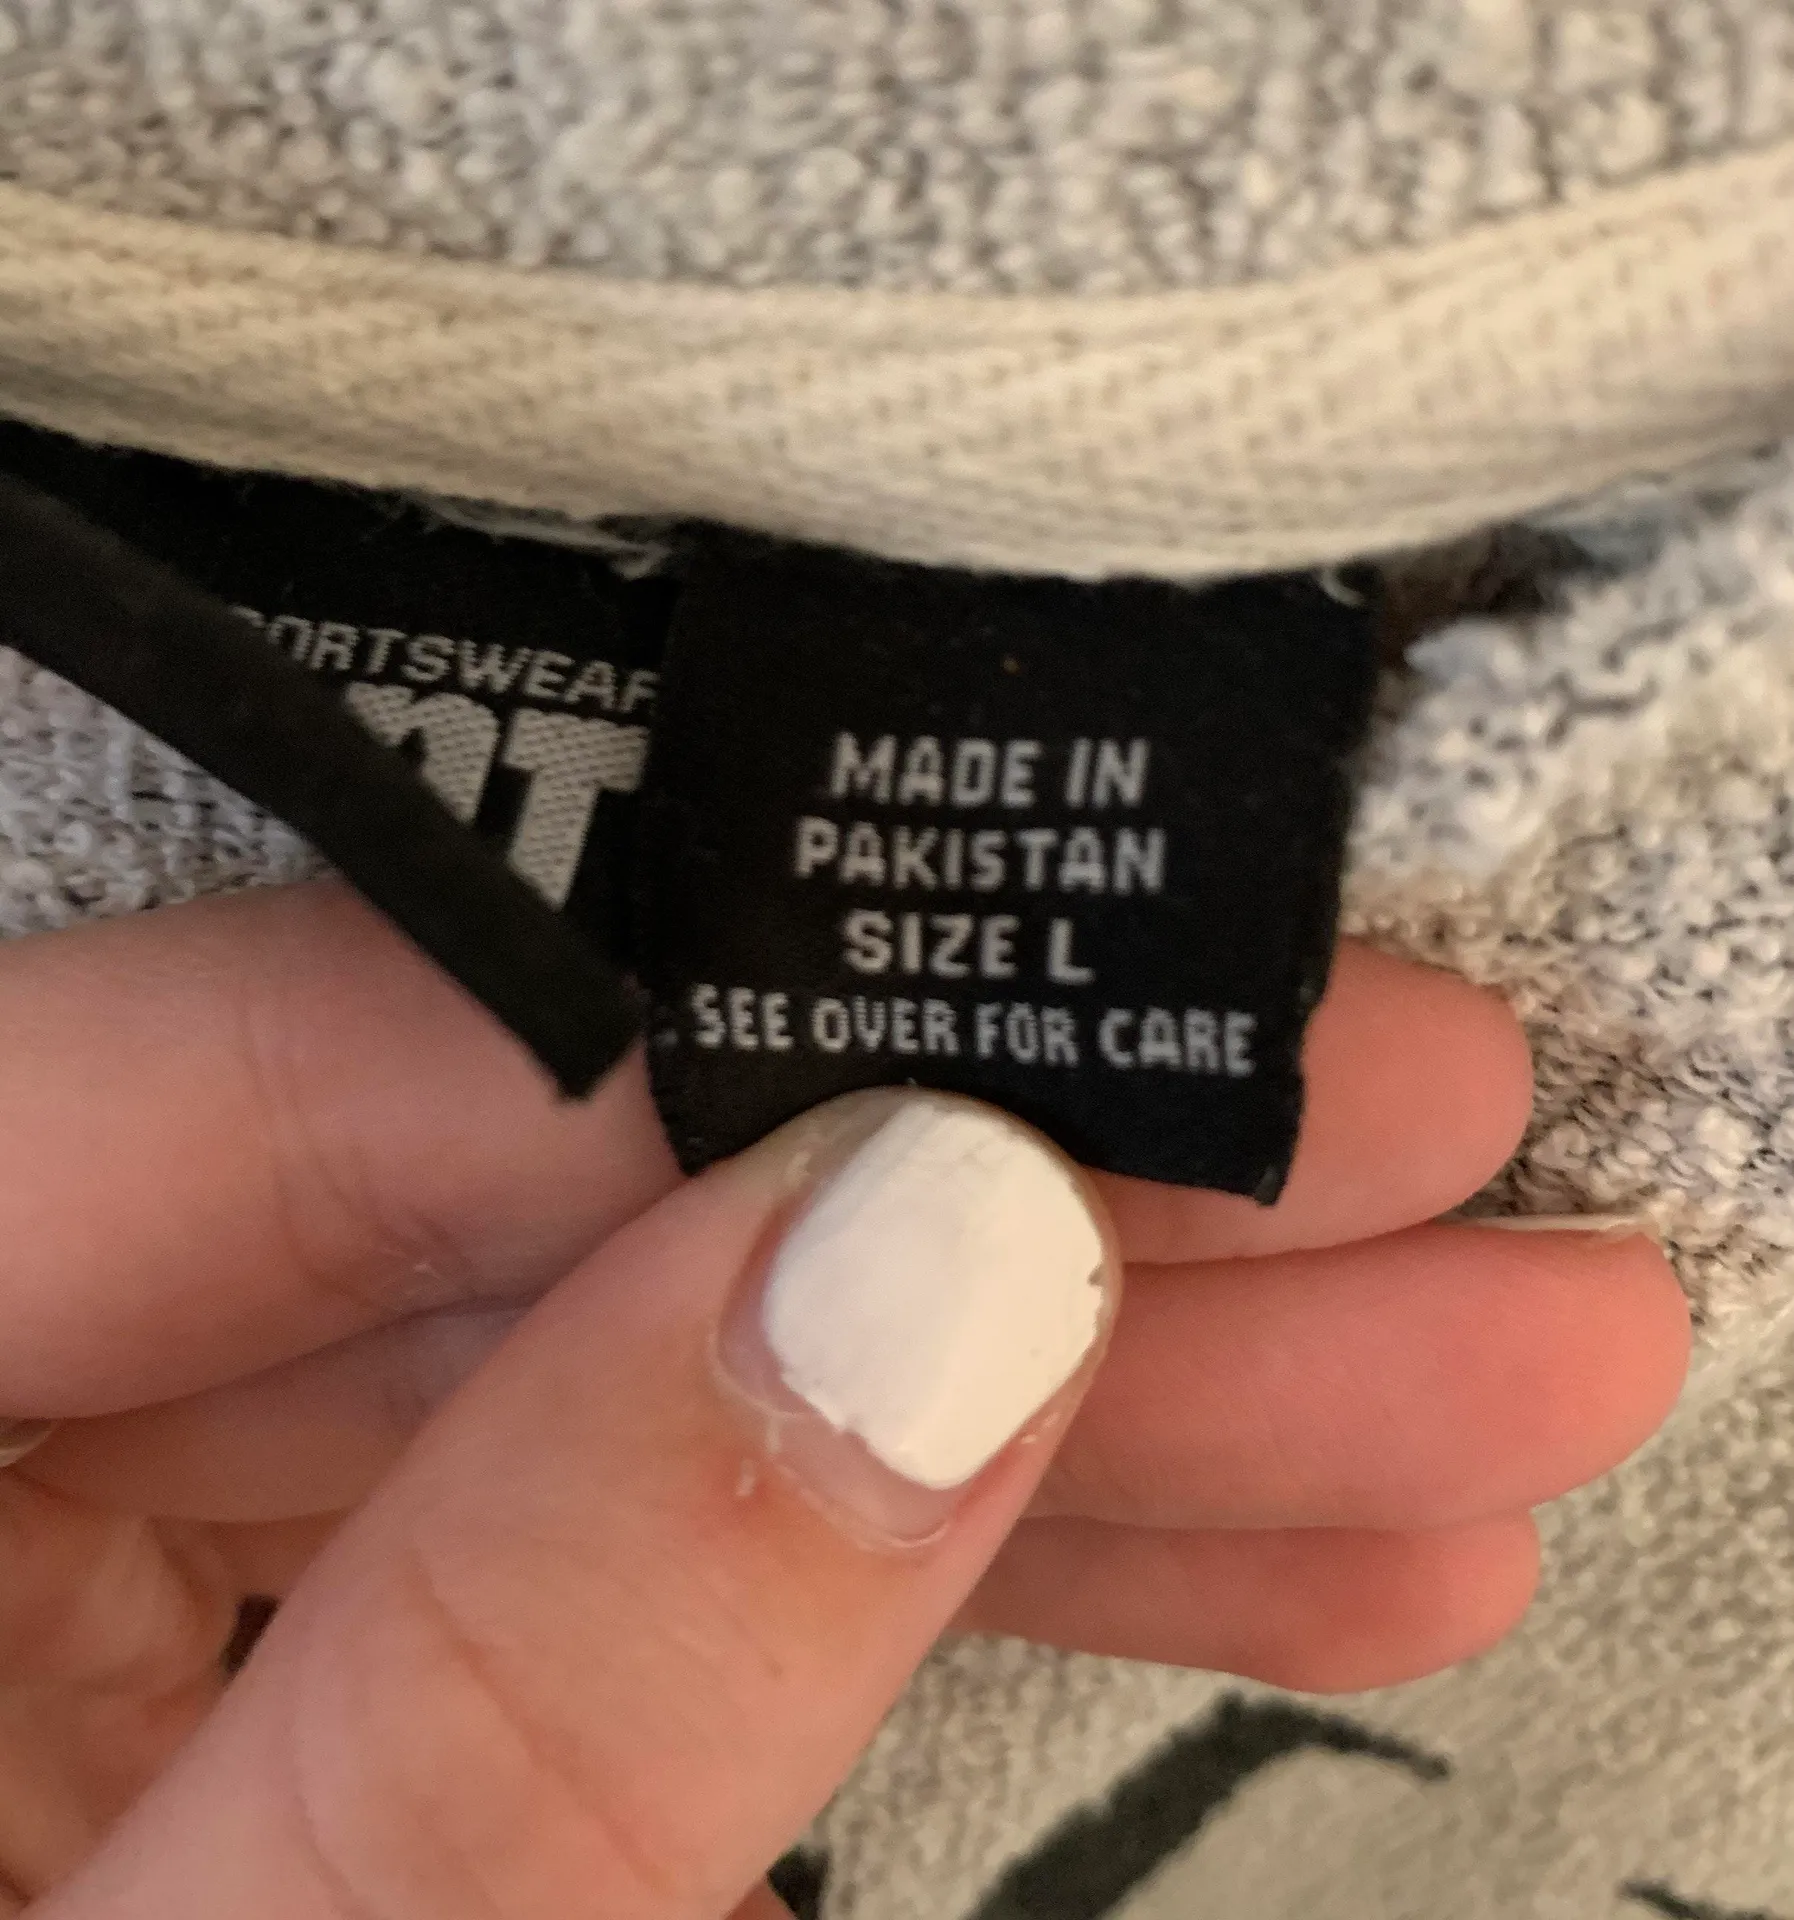 MADE IN
PAKISTAN
SIZE L
SEE OVER FOR CARE